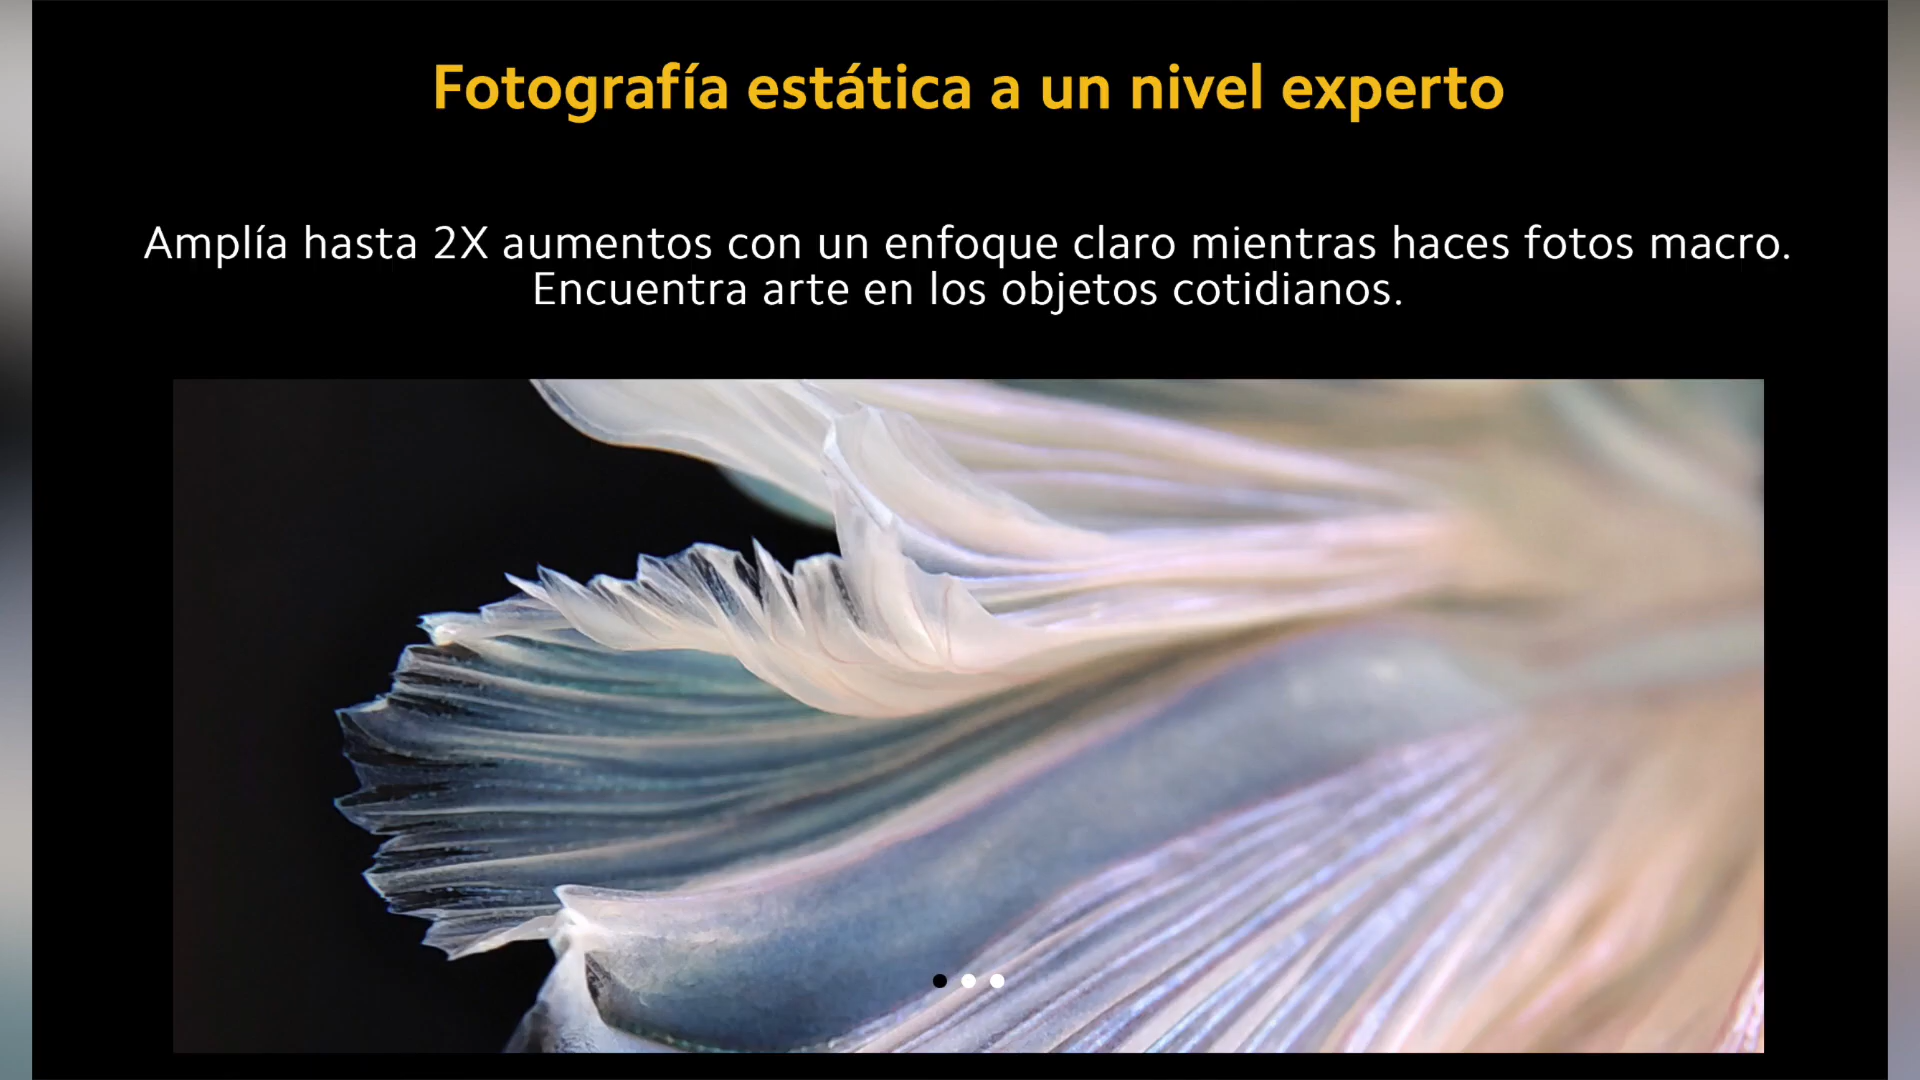 Fotografía estática a un nivel experto
Amplía hasta 2X aumentos con un enfoque claro mientras haces fotos macro.
Encuentra arte en los objetos cotidianos.